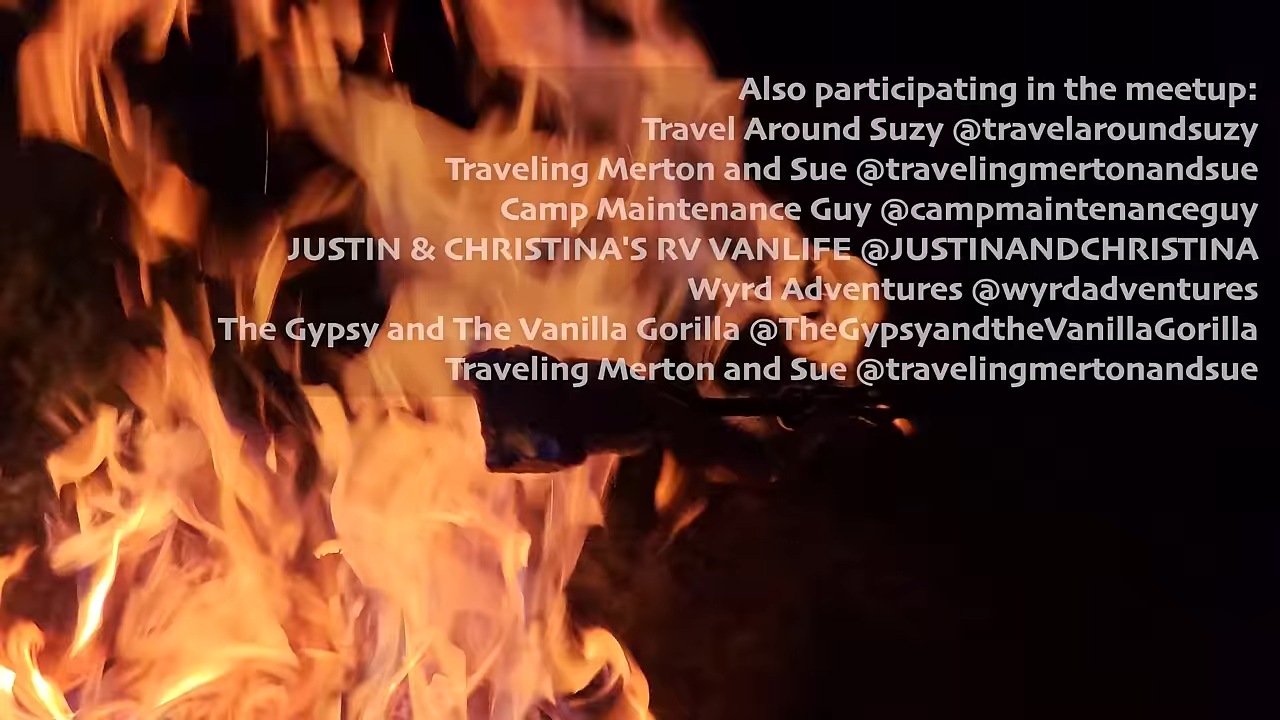 Also participating in the meetup:
Travel Around Suzy @travelaroundsuzy
Traveling Merton and Sue @travelingmertonandsue
Camp Maintenance Guy @campmaintenanceguy
JUSTIN & CHRISTINA'S RV VANLIFE @JUSTINANDCHRISTINA
Wyrd Adventures @wyrdadventures
The Gypsy and The Vanilla Gorilla @TheGypsyandtheVanillaGorilla
Traveling Merton and Sue @travelingmertonandsue